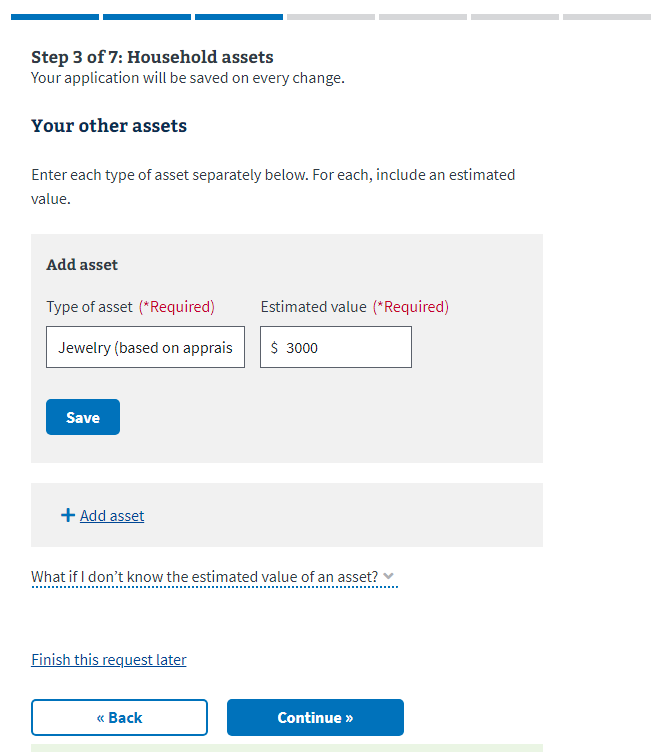 Step 3 of 7: Household assets
Your application will be saved on every change.
Your other assets
Enter each type of asset separately below. For each, include an estimated
value.
Add asset
Type of asset (*Required) Estimated value (*Required)
Jewelry (based on apprais $ 3000
Save
+ Add asset
What if I don’t know the estimated value of an asset?
Finish this request later
« Back Continue »